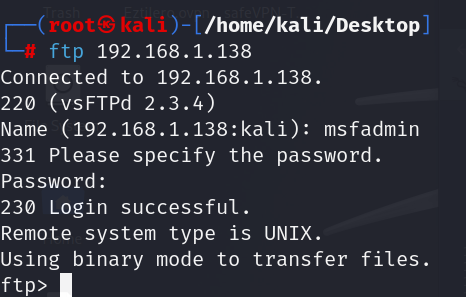 ┌──(root㉿kali)-[/home/kali/Desktop]
└─# ftp 192.168.1.138
Connected to 192.168.1.138.
220 (vsFTPd 2.3.4)
Name (192.168.1.138:kali): msfadmin
331 Please specify the password.
Password:
230 Login successful.
Remote system type is UNIX.
Using binary mode to transfer files.
ftp>